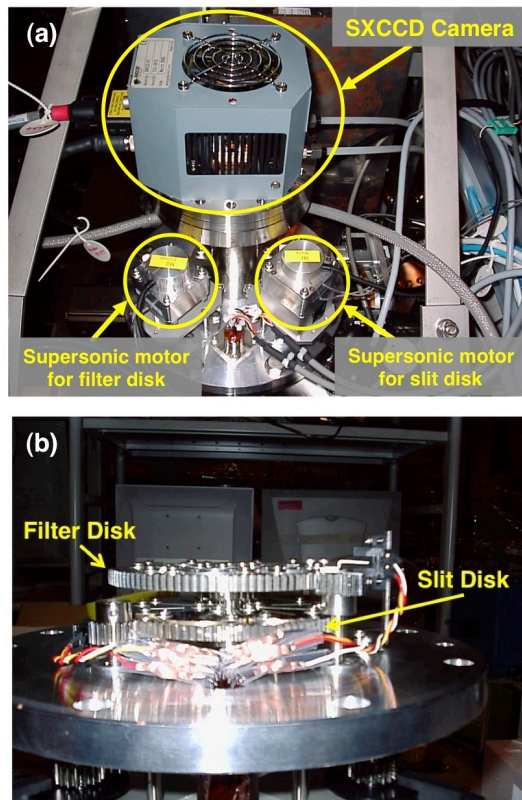 (a)
SXCCD Camera
Supersonic motor
for filter disk
Supersonic motor
for slit disk
(b)
Filter Disk
Slit Disk